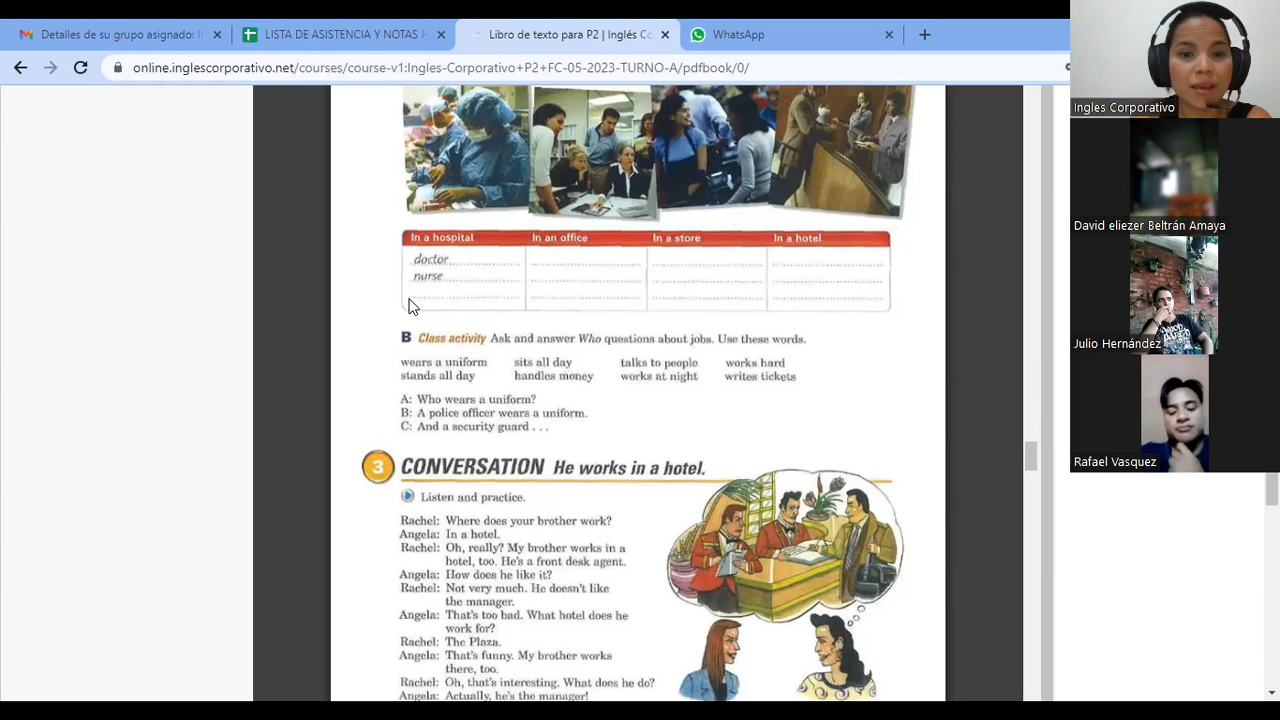 Detalles de su grupo asignado: I
LISTA DE ASISTENCIA Y NOTAS
Libro de texto para P2 | Inglés Co
WhatsApp
online.inglescorporativo.net/courses/course-v1:Ingles-Corporativo+P2+FC-05-2023-TURNO-A/pdfbook/0/
Ingles Corporativo
David eliezer Beltrán Amaya
Julio Hernández
Rafael Vasquez
In a hospital In an office In a store In a hotel
doctor
nurse
B Class activity Ask and answer Who questions about jobs. Use these words.
wears a uniform sits all day talks to people works hard
stands all day handles money works at night writes tickets
A: Who wears a uniform?
B: A police officer wears a uniform.
C: And a security guard . . .
3 CONVERSATION He works in a hotel.
Listen and practice.
Rachel: Where does your brother work?
Angela: In a hotel.
Rachel: Oh, really? My brother works in a
hotel, too. He's a front desk agent.
Angela: How does he like it?
Rachel: Not very much. He doesn't like
the manager.
Angela: That's too bad. What hotel does he
work for?
Rachel: The Plaza.
Angela: That's funny. My brother works
there, too.
Rachel: Oh, that's interesting. What does he do?
Angela: Actually, he's the manager!